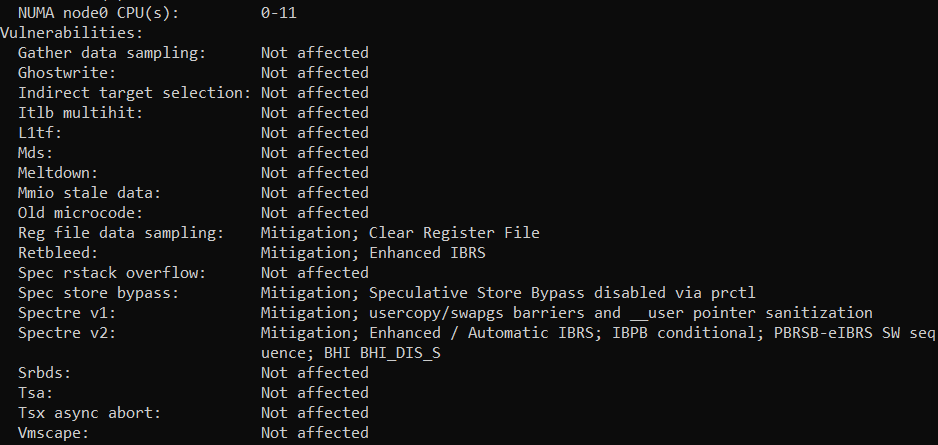 NUMA node0 CPU(s): 0-11
Vulnerabilities:
Gather data sampling: Not affected
Ghostwrite: Not affected
Indirect target selection: Not affected
Itlb multihit: Not affected
L1tf: Not affected
Mds: Not affected
Meltdown: Not affected
Mmio stale data: Not affected
Old microcode: Not affected
Reg file data sampling: Mitigation; Clear Register File
Retbleed: Mitigation; Enhanced IBRS
Spec rstack overflow: Not affected
Spec store bypass: Mitigation; Speculative Store Bypass disabled via prctl
Spectre v1: Mitigation; usercopy/swapgs barriers and __user pointer sanitization
Spectre v2: Mitigation; Enhanced / Automatic IBRS; IBPB conditional; PBRSB-eIBRS SW seq
uence; BHI BHI_DIS_S
Srbds: Not affected
Tsa: Not affected
Tsx async abort: Not affected
Vmscape: Not affected